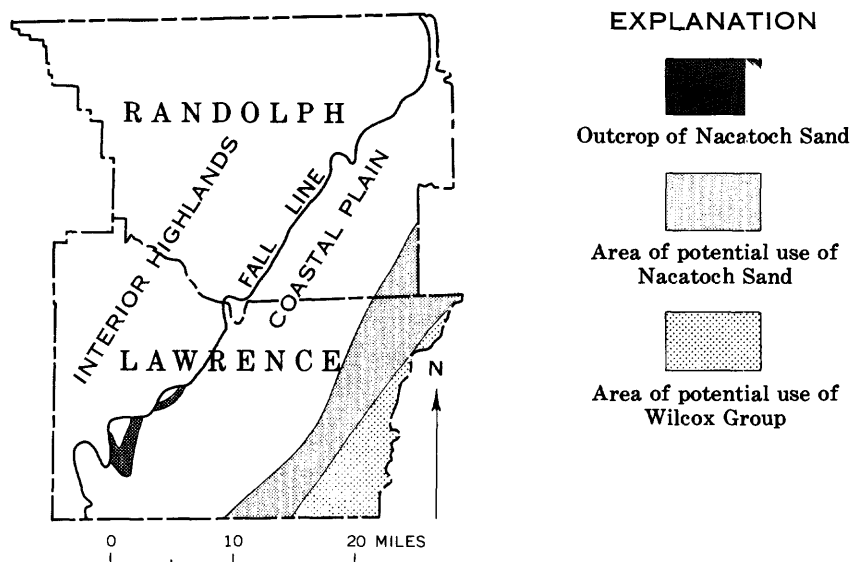 EXPLANATION
Outcrop of Nacatoch Sand
Area of potential use of
Nacatoch Sand
Area of potential use of
Wilcox Group
RANDOLPH
INTERIOR HIGHLANDS
FALL LINE
COASTAL PLAIN
LAWRENCE
N
0 10 20 MILES